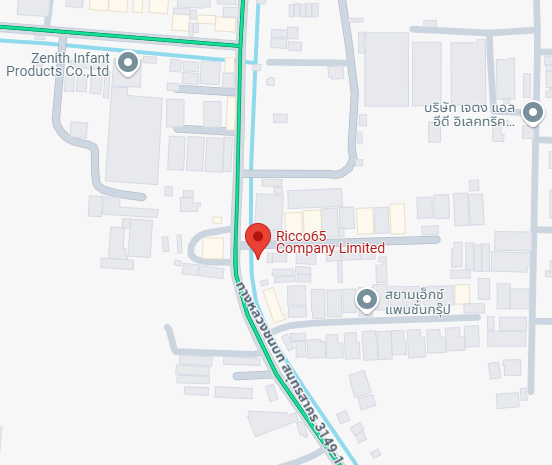 Zenith Infant
Products Co.,Ltd
บริษัท เจตง แอล
อีดี อิเลคทริค...
Ricco65
Company Limited
สยามเอ็กซ์
แพนชั่นกรุ๊ป
ทางหลวงชนบท สมุทรสาคร 3149-1